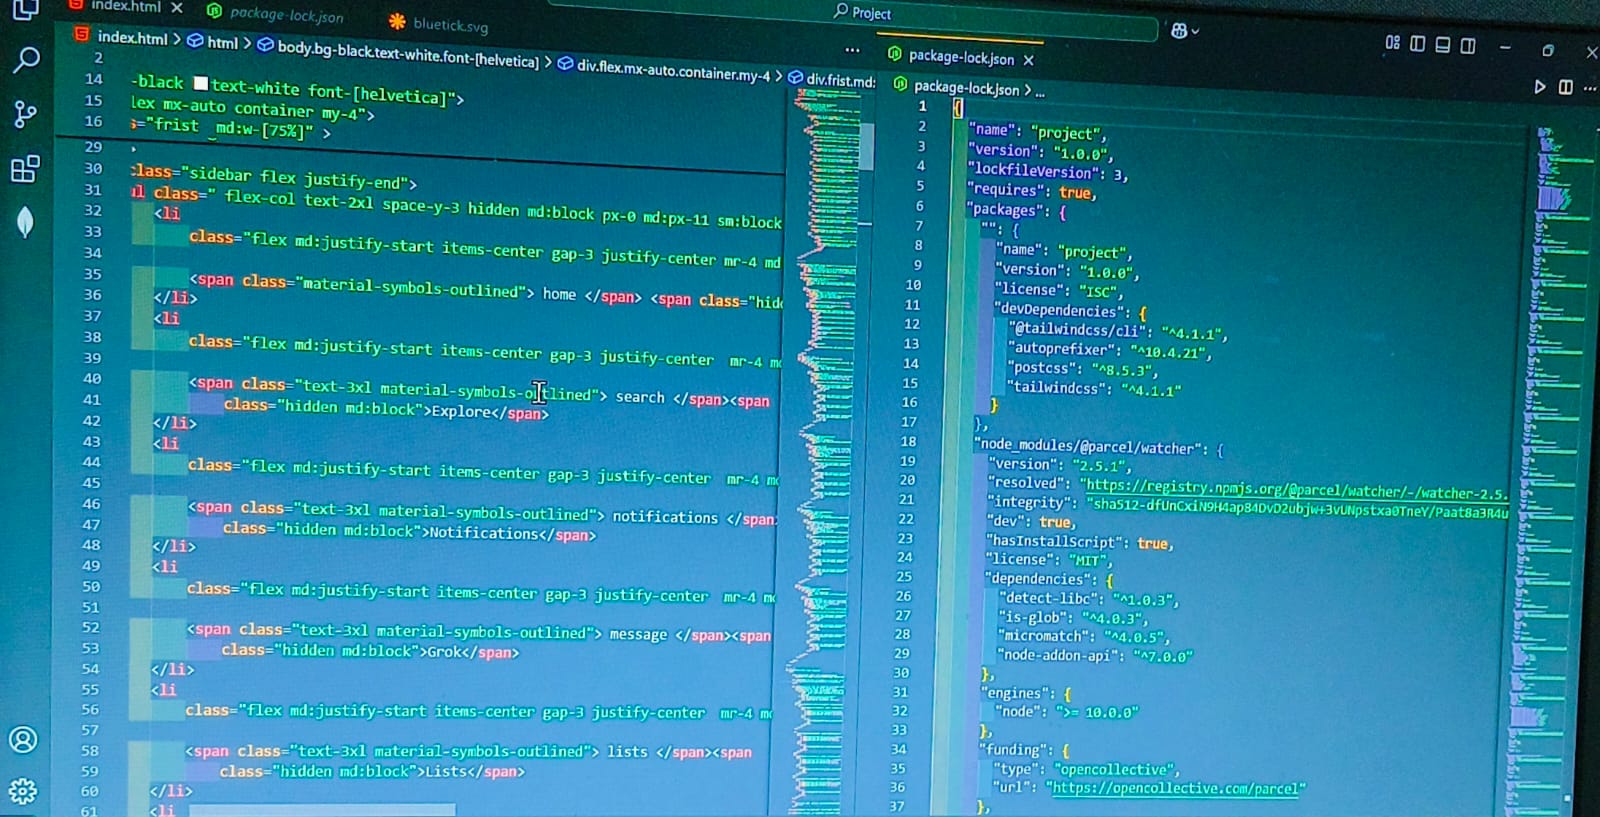 index.html
package-lock.json
bluetick.svg
Project
index.html > html > body.bg-black.text-white.font-[helvetica] > div.flex.mx-auto.container.my-4 > div.frist.md:
2
14 -black text-white font-[helvetica]">
15 lex mx-auto container my-4">
16 ="frist _md:w-[75%]" >
29
30 class="sidebar flex justify-end">
31 ul class=" flex-col text-2xl space-y-3 hidden md:block px-0 md:px-11 sm:block
32 <li
33 class="flex md:justify-start items-center gap-3 justify-center mr-4 md
34
35 <span class="material-symbols-outlined"> home </span> <span class="hid
36 </li>
37 <li
38 class="flex md:justify-start items-center gap-3 justify-center mr-4 m
39
40 <span class="text-3xl material-symbols-outlined"> search </span><span
41 class="hidden md:block">Explore</span>
42 </li>
43 <li
44 class="flex md:justify-start items-center gap-3 justify-center mr-4 m
45
46 <span class="text-3xl material-symbols-outlined"> notifications </span
47 class="hidden md:block">Notifications</span>
48 </li>
49 <li
50 class="flex md:justify-start items-center gap-3 justify-center mr-4 m
51
52 <span class="text-3xl material-symbols-outlined"> message </span><span
53 class="hidden md:block">Grok</span>
54 </li>
55 <li
56 class="flex md:justify-start items-center gap-3 justify-center mr-4 m
57
58 <span class="text-3xl material-symbols-outlined"> lists </span><span
59 class="hidden md:block">Lists</span>
60 </li>
61 <li
package-lock.json
package-lock.json > ...
1 {
2 "name": "project",
3 "version": "1.0.0",
4 "lockfileVersion": 3,
5 "requires": true,
6 "packages": {
7 "": {
8 "name": "project",
9 "version": "1.0.0",
10 "license": "ISC",
11 "devDependencies": {
12 "@tailwindcss/cli": "^4.1.1",
13 "autoprefixer": "^10.4.21",
14 "postcss": "^8.5.3",
15 "tailwindcss": "^4.1.1"
16 }
17 },
18 "node_modules/@parcel/watcher": {
19 "version": "2.5.1",
20 "resolved": "https://registry.npmjs.org/@parcel/watcher/-/watcher-2.5.
21 "integrity":
22 "dev": true,
23 "hasInstallScript": true,
24 "license": "MIT",
25 "dependencies": {
26 "detect-libc": "^1.0.3",
27 "is-glob": "^4.0.3",
28 "micromatch": "^4.0.5",
29 "node-addon-api": "^7.0.0"
30 },
31 "engines": {
32 "node": ">= 10.0.0"
33 },
34 "funding": {
35 "type": "opencollective",
36 "url": "https://opencollective.com/parcel"
37 },